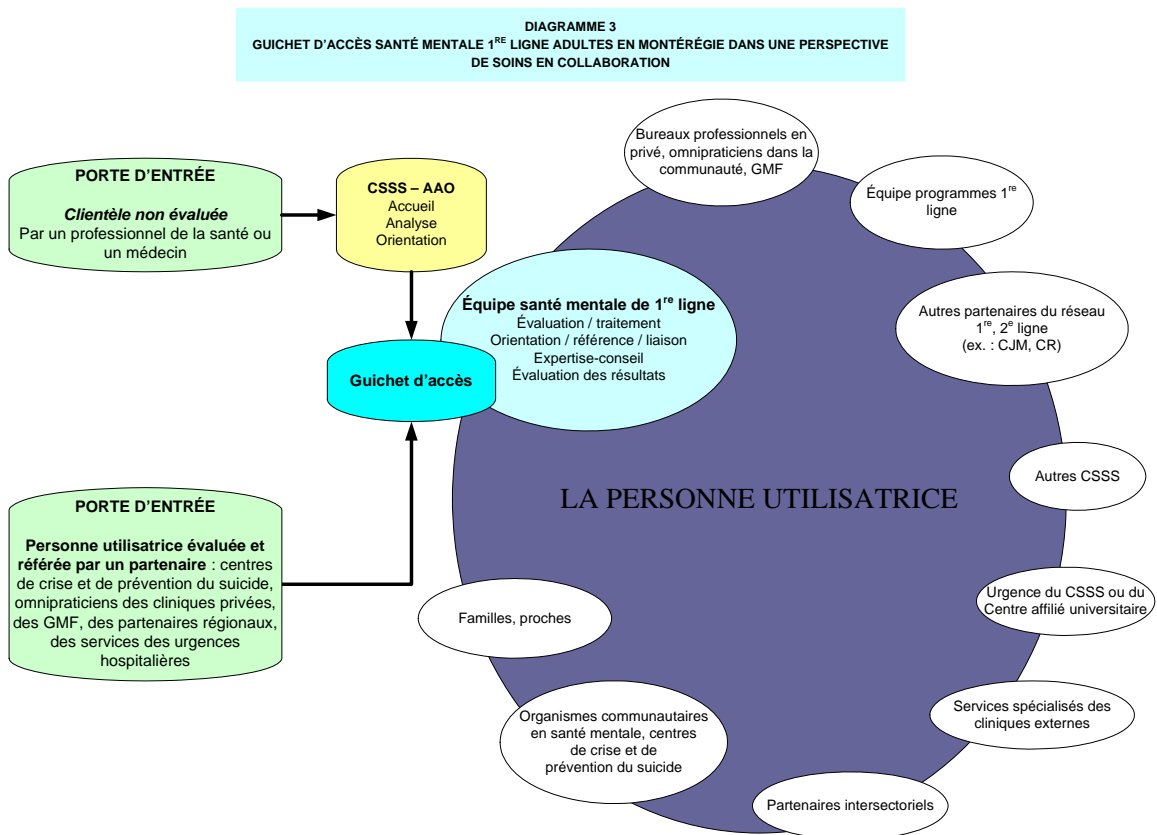 DIAGRAMME 3
GUICHET D'ACCÈS SANTÉ MENTALE 1RE LIGNE ADULTES EN MONTÉRÉGIE DANS UNE PERSPECTIVE
DE SOINS EN COLLABORATION
PORTE D'ENTRÉE
Clientèle non évaluée
Par un professionnel de la santé ou
un médecin
CSSS – AAO
Accueil
Analyse
Orientation
Bureaux professionnels en
privé, omnipraticiens dans la
communauté, GMF
Équipe programmes 1re
ligne
Équipe santé mentale de 1re ligne
Évaluation / traitement
Orientation / référence / liaison
Expertise-conseil
Évaluation des résultats
Autres partenaires du réseau
1re, 2e ligne
(ex. : CJM, CR)
Guichet d'accès
Autres CSSS
LA PERSONNE UTILISATRICE
PORTE D'ENTRÉE
Personne utilisatrice évaluée et
référée par un partenaire : centres
de crise et de prévention du suicide,
omnipraticiens des cliniques privées,
des GMF, des partenaires régionaux,
des services des urgences
hospitalières
Urgence du CSSS ou du
Centre affilié universitaire
Familles, proches
Services spécialisés des
cliniques externes
Organismes communautaires
en santé mentale, centres
de crise et de
prévention du suicide
Partenaires intersectoriels